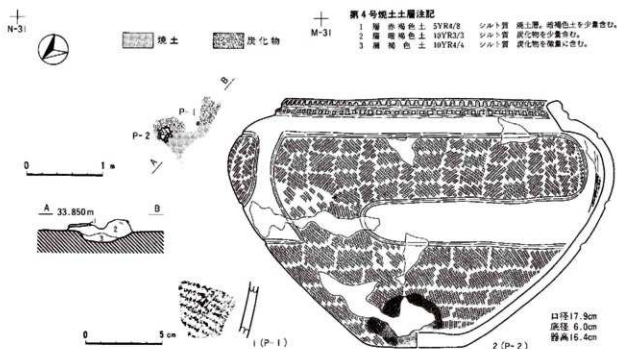 N-31
M-31
第4号焼土土層注記
1 層 赤褐色土 5YR4/8 シルト質 焼土層。暗褐色土を少量含む。
2 層 暗褐色土 10YR3/3 シルト質 炭化物を少量含む。
3 層 褐色土 10YR4/4 シルト質 炭化物を微量に含む。
焼土
炭化物
B
P-1
P-2
A
0 1 m
A 33.850m B
1
2
3
0 5 cm
1 (P-1)
2 (P-2)
口径17.9cm
底径 6.0cm
器高16.4cm